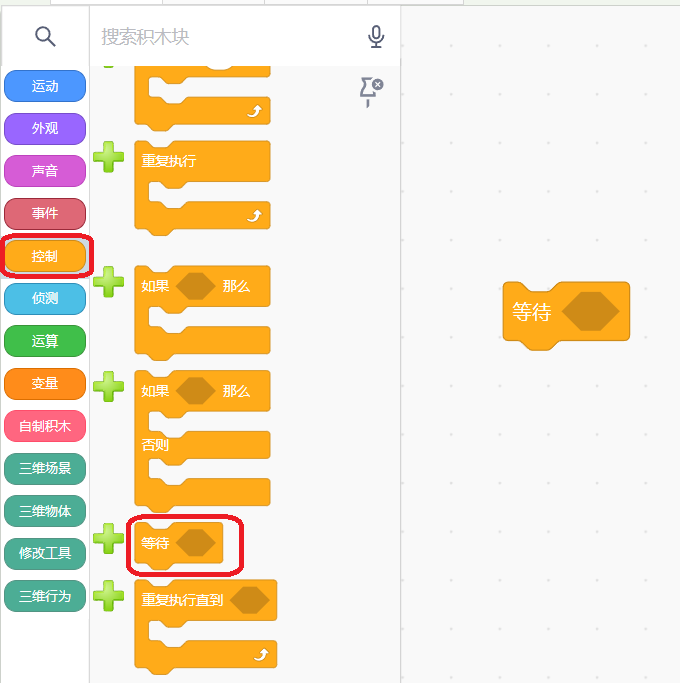 搜索积木块
运动
外观
声音
事件
控制
侦测
运算
变量
自制积木
三维场景
三维物体
修改工具
三维行为
重复执行
如果 那么
如果 那么
否则
等待
重复执行直到
等待